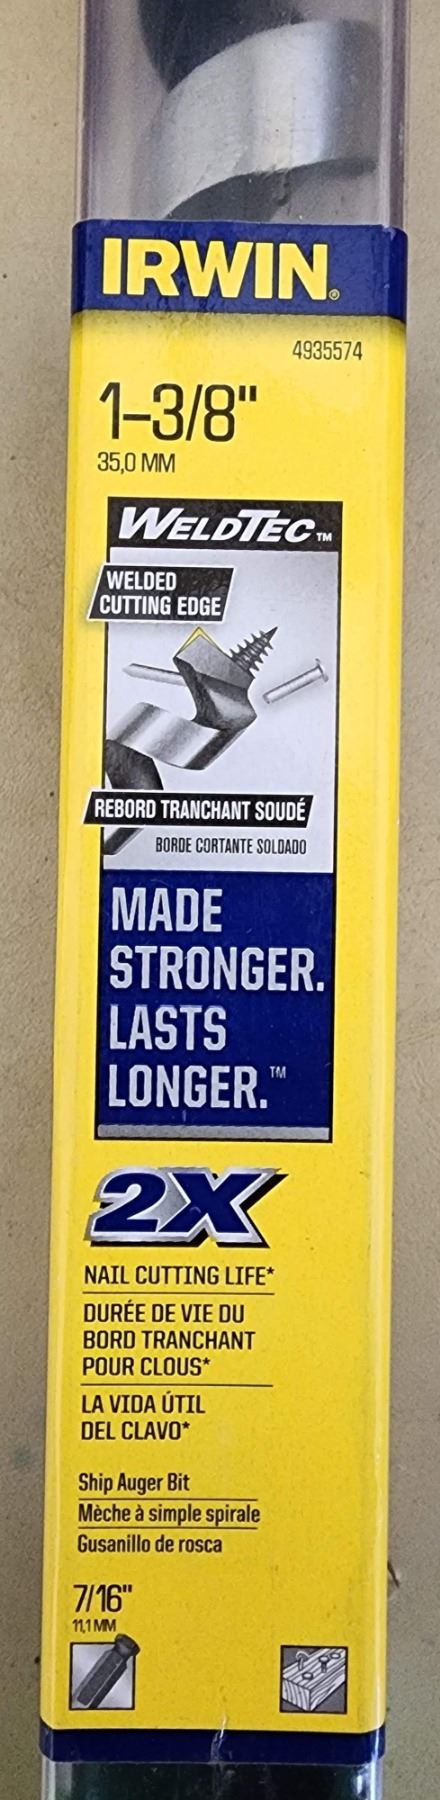 IRWIN®
4935574
1-3/8"
35,0 MM
WELDTEC™
WELDED
CUTTING EDGE
REBORD TRANCHANT SOUDÉ
BORDE CORTANTE SOLDADO
MADE
STRONGER.
LASTS
LONGER.™
2X
NAIL CUTTING LIFE*
DURÉE DE VIE DU
BORD TRANCHANT
POUR CLOUS*
LA VIDA ÚTIL
DEL CLAVO*
Ship Auger Bit
Mèche à simple spirale
Gusanillo de rosca
7/16"
11,1 MM